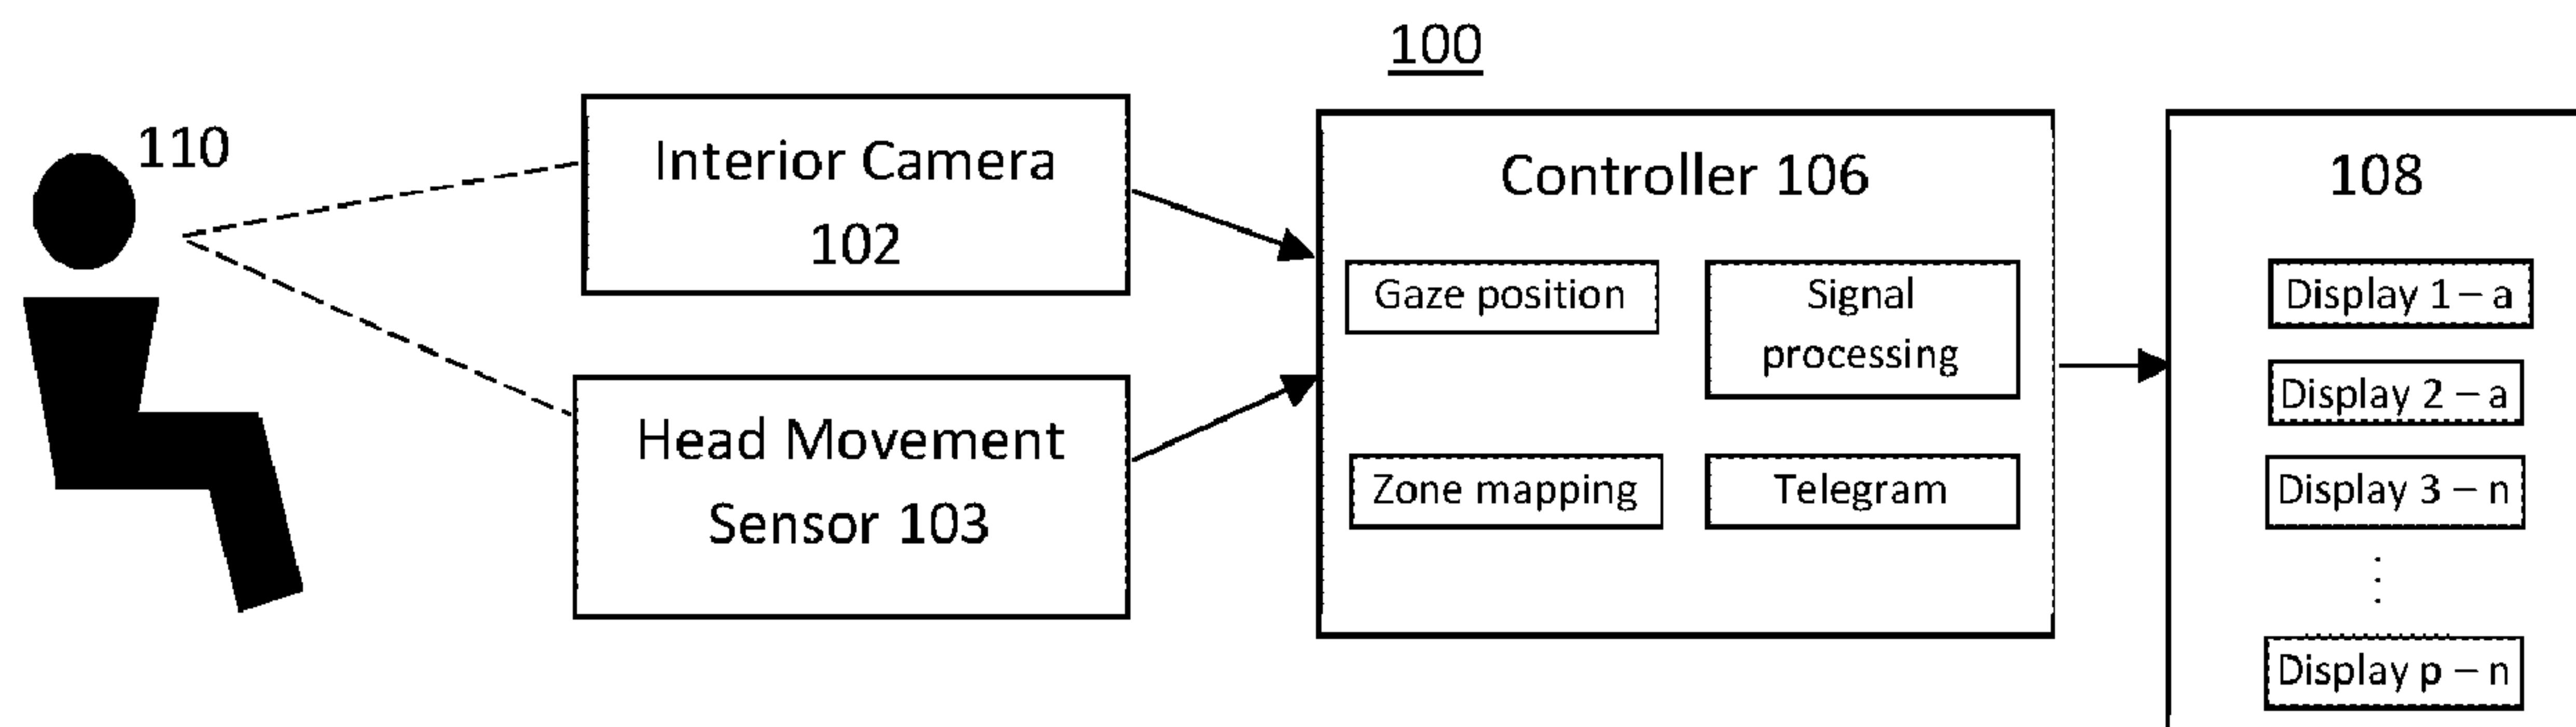 100
110
Interior Camera
102
Head Movement
Sensor 103
Controller 106
Gaze position
Signal
processing
Zone mapping
Telegram
108
Display 1 – a
Display 2 – a
Display 3 – n
⋮
Display p – n